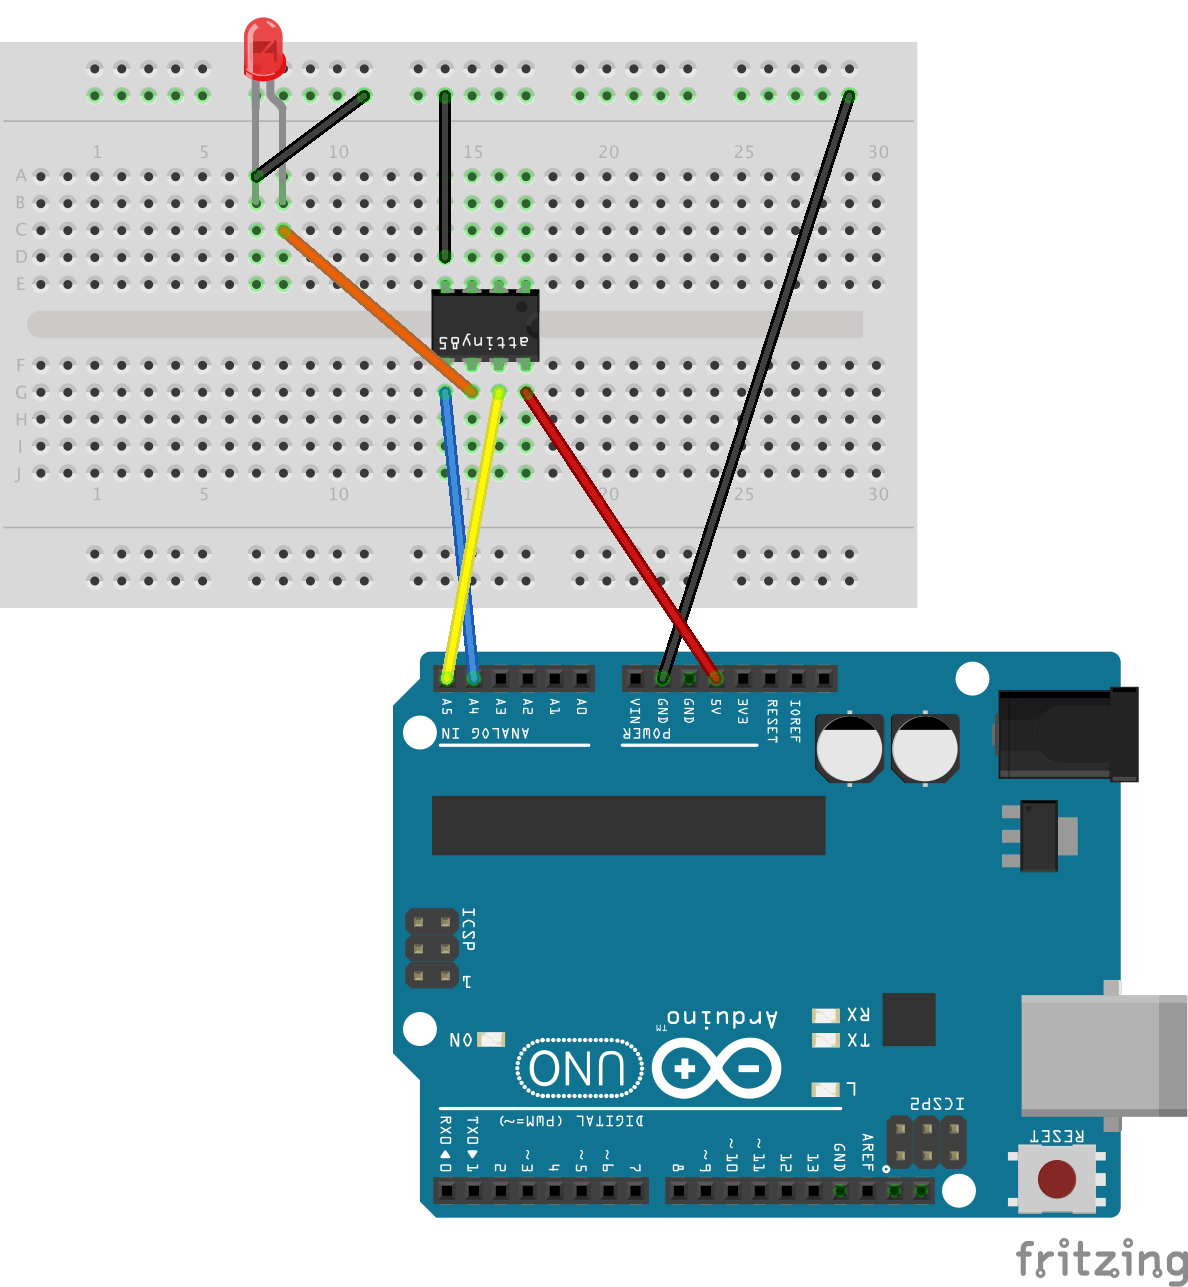 1 5 10 15 20 25 30
A
B
C
D
E
attiny85
F
G
H
I
J
1 5 10 1 20 25 30
A5 A4 A3 A2 A1 A0 VIN GND GND 5V 3V3 RESET IOREF
ANALOG IN POWER
ICSP
1
Arduino
TM
RX
ON
UNO
TX
L
ICSP2
DIGITAL (PWM=~)
RX0 TX0 RESET
0 1 2 ~3 4 ~5 ~6 7 8 ~9 ~10 ~11 12 13 GND AREF
fritzing